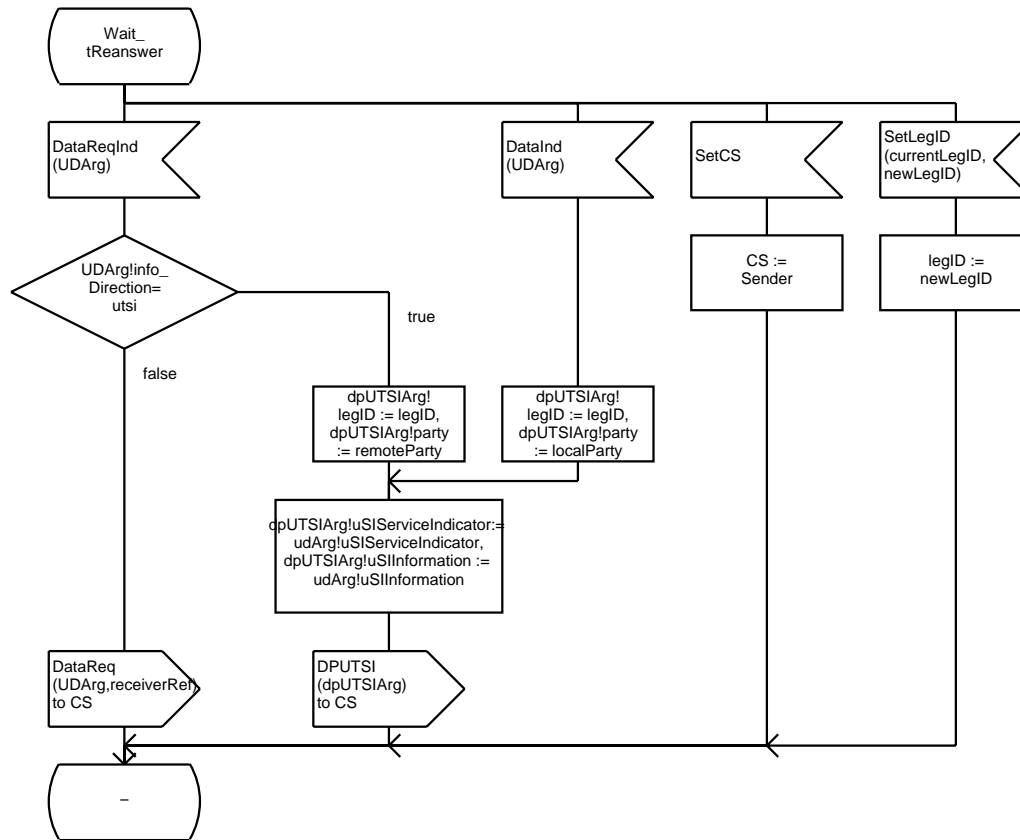 Wait_
tReanswer
DataReqInd
(UDArg)
DataInd
(UDArg)
SetCS
SetLegID
(currentLegID,
newLegID)
UDArg!info_
Direction=
utsi
CS :=
Sender
legID :=
newLegID
true
false
dpUTSIArg!
legID := legID,
dpUTSIArg!party
:= remoteParty
dpUTSIArg!
legID := legID,
dpUTSIArg!party
:= localParty
dpUTSIArg!uSIServiceIndicator:=
udArg!uSIServiceIndicator,
dpUTSIArg!uSIInformation :=
udArg!uSIInformation
DataReq
(UDArg,receiverRef)
to CS
DPUTSI
(dpUTSIArg)
to CS
–